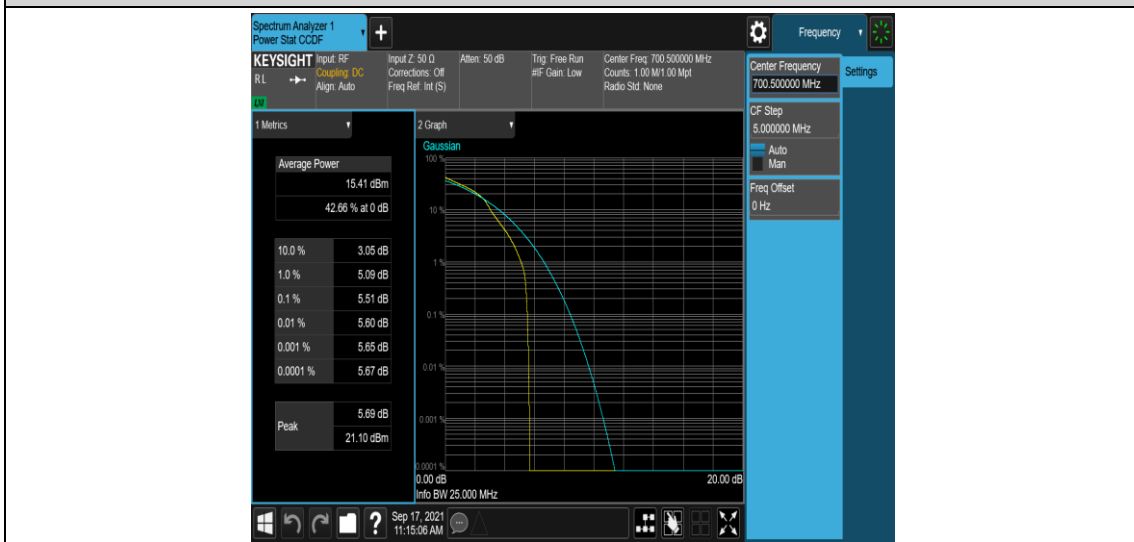 Spectrum Analyzer 1
Power Stat CCDF
+
Frequency
KEYSIGHT
RL
Input: RF
Coupling: DC
Align: Auto
Input Z: 50 Ω
Corrections: Off
Freq Ref: Int (S)
Atten: 50 dB
Trig: Free Run
#IF Gain: Low
Center Freq: 700.500000 MHz
Counts: 1.00 M/1.00 Mpt
Radio Std: None
Center Frequency
700.500000 MHz
Settings
CF Step
5.000000 MHz
Auto
Man
Freq Offset
0 Hz
1 Metrics
Average Power
15.41 dBm
42.66 % at 0 dB
10.0 % 3.05 dB
1.0 % 5.09 dB
0.1 % 5.51 dB
0.01 % 5.60 dB
0.001 % 5.65 dB
0.0001 % 5.67 dB
Peak
5.69 dB
21.10 dBm
2 Graph
Gaussian
100 %
10 %
1 %
0.1 %
0.01 %
0.001 %
0.0001 %
0.00 dB
20.00 dB
Info BW 25.000 MHz
?
Sep 17, 2021
11:15:06 AM